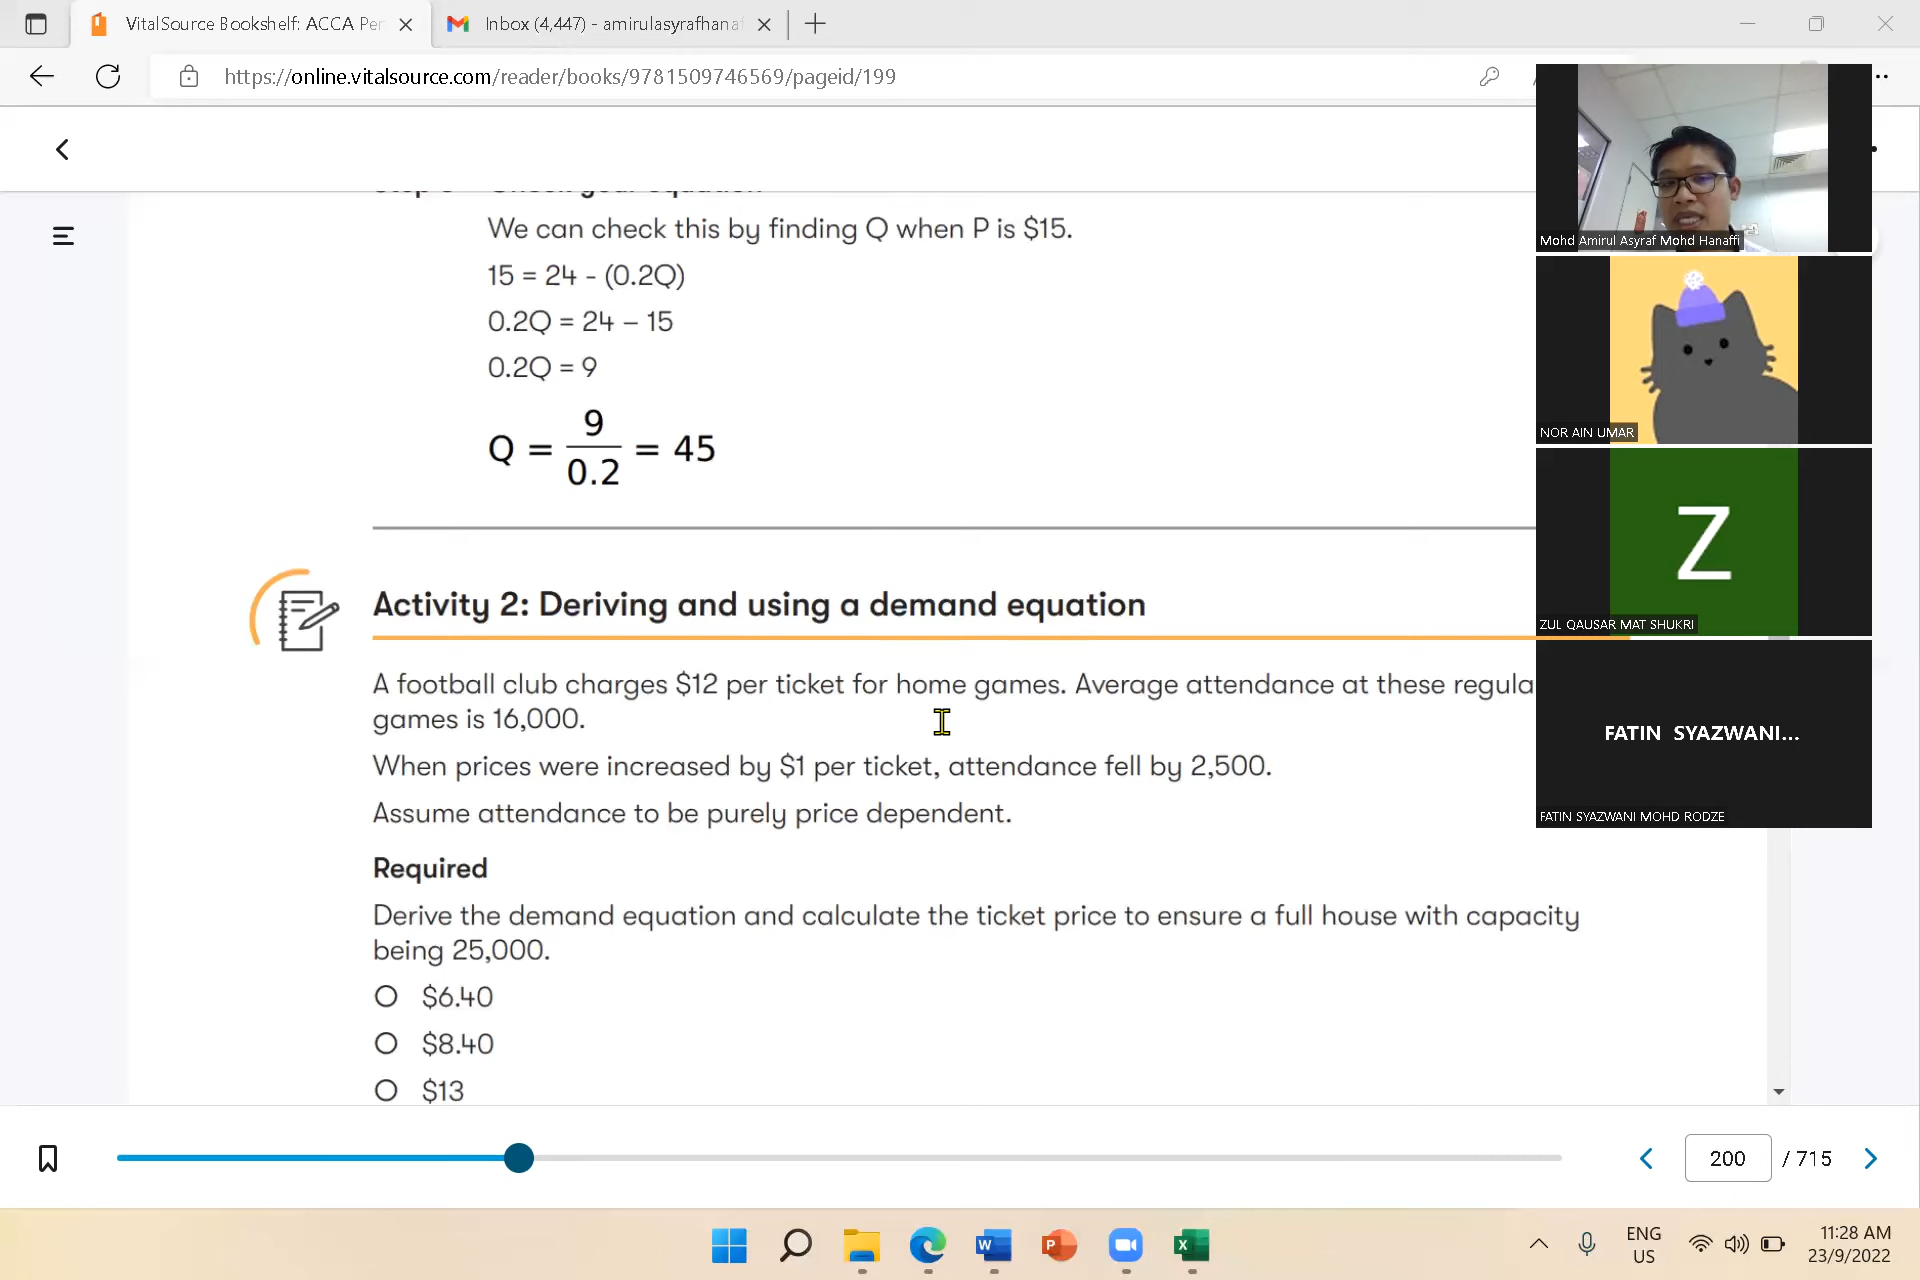 VitalSource Bookshelf: ACCA Per
Inbox (4,447) - amirulasyrafhanaf
https://online.vitalsource.com/reader/books/9781509746569/pageid/199
We can check this by finding Q when P is $15.
15 = 24 - (0.2Q)
0.2Q = 24 – 15
0.2Q = 9
Q = 9/0.2 = 45
Activity 2: Deriving and using a demand equation
A football club charges $12 per ticket for home games. Average attendance at these regula
games is 16,000.
When prices were increased by $1 per ticket, attendance fell by 2,500.
Assume attendance to be purely price dependent.
Required
Derive the demand equation and calculate the ticket price to ensure a full house with capacity
being 25,000.
$6.40
$8.40
$13
Mohd Amirul Asyraf Mohd Hanaffi
NOR AIN UMAR
Z
ZUL QAUSAR MAT SHUKRI
FATIN SYAZWANI...
FATIN SYAZWANI MOHD RODZE
200 / 715
W
P
X
ENG
US
11:28 AM
23/9/2022